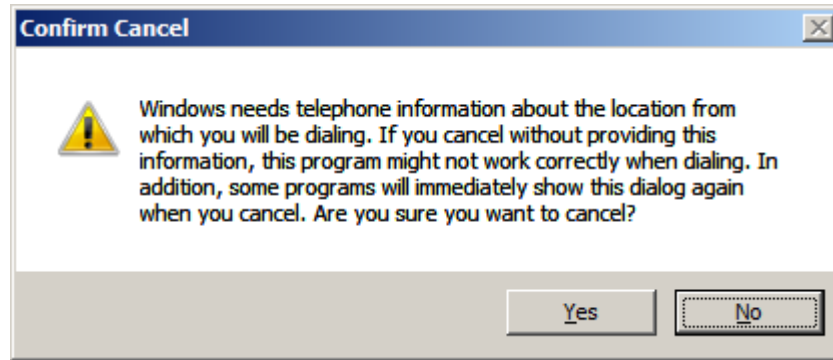 Confirm Cancel
Windows needs telephone information about the location from
which you will be dialing. If you cancel without providing this
information, this program might not work correctly when dialing. In
addition, some programs will immediately show this dialog again
when you cancel. Are you sure you want to cancel?
Yes
No